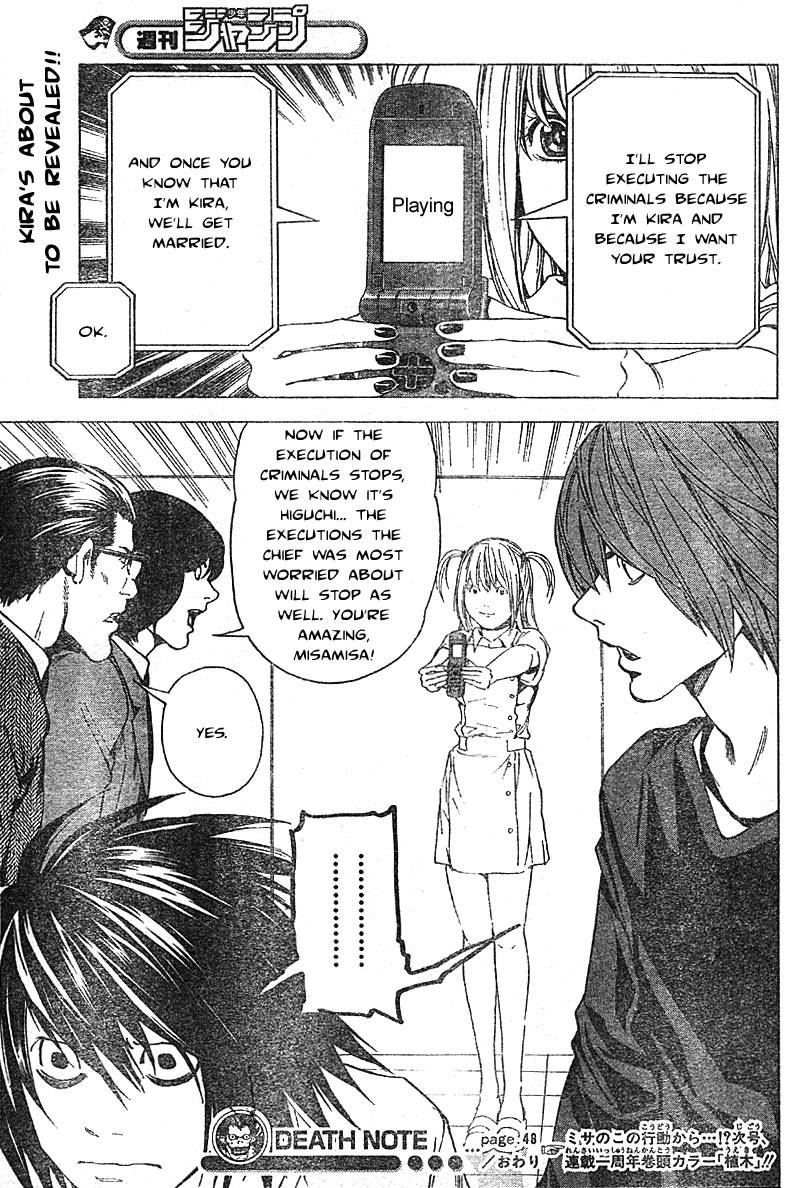 週刊 少年ジャンプ
KIRA'S ABOUT
TO BE REVEALED!!
I'LL STOP
EXECUTING THE
CRIMINALS BECAUSE
I'M KIRA AND
BECAUSE I WANT
YOUR TRUST.
Playing
AND ONCE YOU
KNOW THAT
I'M KIRA,
WE'LL GET
MARRIED.
OK.
NOW IF THE
EXECUTION OF
CRIMINALS STOPS,
WE KNOW IT'S
HIGUCHI... THE
EXECUTIONS THE
CHIEF WAS MOST
WORRIED ABOUT
WILL STOP AS
WELL. YOU'RE
AMAZING,
MISAMISA!
YES.
DEATH NOTE ... page.48
/おわり
ミサのこの行動から…!?次号、
連載一周年巻頭カラー「植木」!!